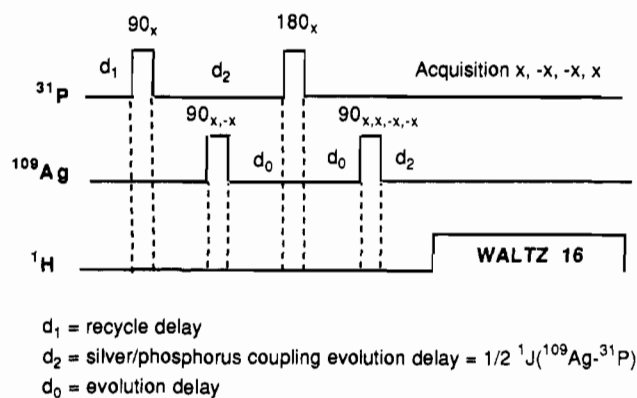 90ₓ 180ₓ
d₁ d₂ Acquisition x, -x, -x, x
³¹P
90ₓ,₋ₓ 90ₓ,ₓ,₋ₓ,₋ₓ
d₀ d₀ d₂
¹⁰⁹Ag
WALTZ 16
¹H
d₁ = recycle delay
d₂ = silver/phosphorus coupling evolution delay = 1/2 ¹J(¹⁰⁹Ag-³¹P)
d₀ = evolution delay